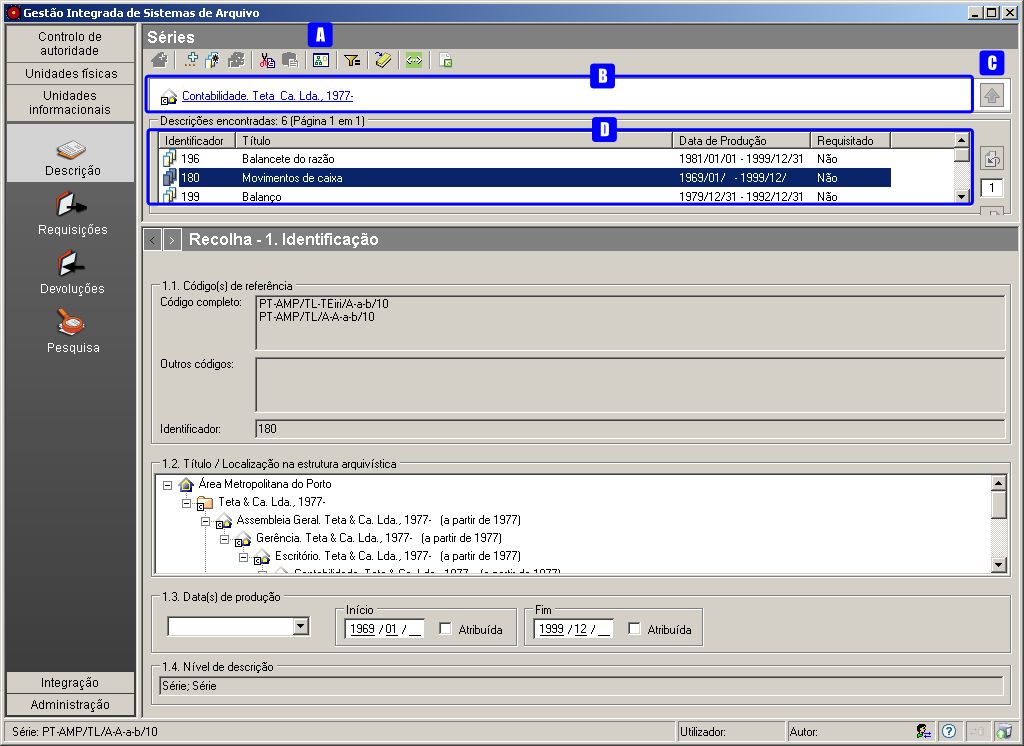 Gestão Integrada de Sistemas de Arquivo
Controlo de
autoridade
Unidades físicas
Unidades
informacionais
Descrição
Requisições
Devoluções
Pesquisa
Integração
Administração
Séries
A
B
C
Contabilidade. Teta  Ca. Lda., 1977-
Descrições encontradas: 6 (Página 1 em 1)
D
Identificador Título Data de Produção Requisitado
196 Balancete do razão 1981/01/01 - 1999/12/31 Não
180 Movimentos de caixa 1969/01/   - 1999/12/ Não
199 Balanço 1979/12/31 - 1992/12/31 Não
1
< > Recolha - 1. Identificação
1.1. Código(s) de referência
Código completo: PT-AMP/TL-TEiri/A-a-b/10
PT-AMP/TL/A-A-a-b/10
Outros códigos:
Identificador: 180
1.2. Título / Localização na estrutura arquivística
Área Metropolitana do Porto
Teta & Ca. Lda., 1977-
Assembleia Geral. Teta & Ca. Lda., 1977-   (a partir de 1977)
Gerência. Teta & Ca. Lda., 1977-   (a partir de 1977)
Escritório. Teta & Ca. Lda., 1977-   (a partir de 1977)
Contabilidade. Teta & Ca. Lda., 1977-   (a partir de 1977)
1.3. Data(s) de produção
Início
1969 /01 /__ Atribuída
Fim
1999 /12 /__ Atribuída
1.4. Nível de descrição
Série; Série
Série: PT-AMP/TL/A-A-a-b/10 Utilizador: Autor: